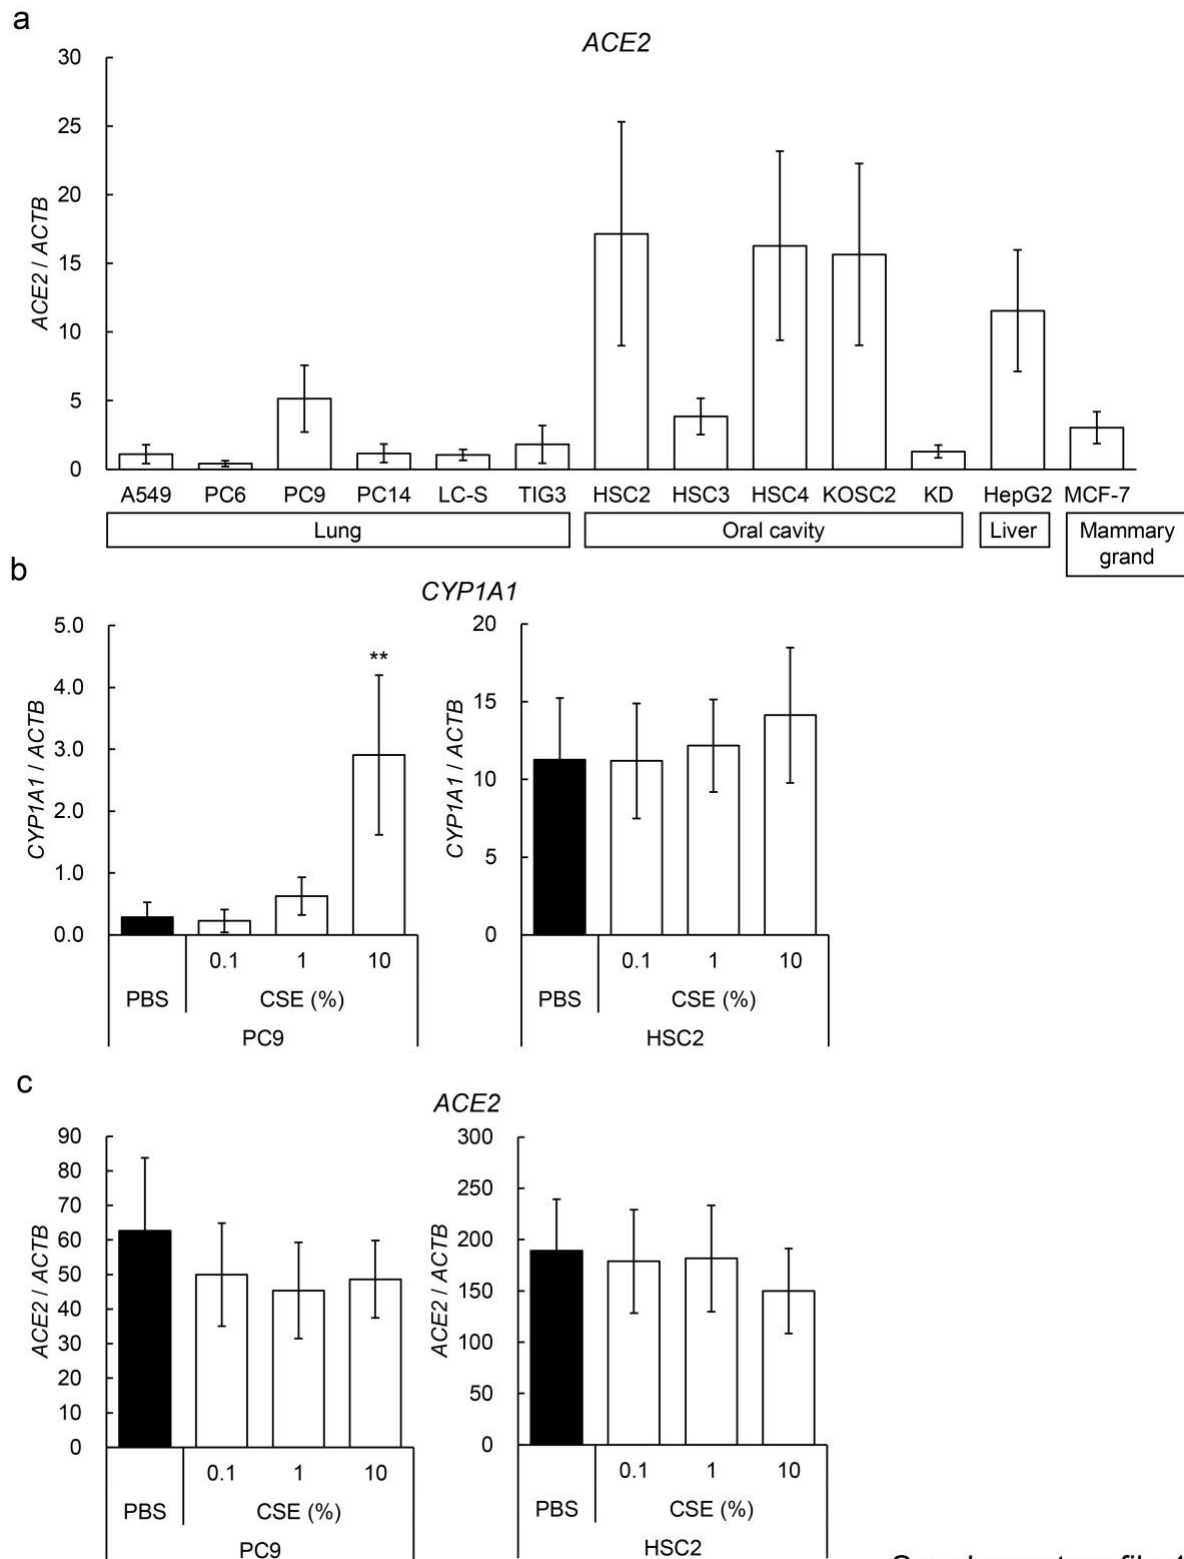 a
ACE2
30
25
20
15
10
5
0
ACE2 / ACTB
A549 PC6 PC9 PC14 LC-S TIG3 HSC2 HSC3 HSC4 KOSC2 KD HepG2 MCF-7
Lung Oral cavity Liver Mammary
grand
b
CYP1A1
5.0
4.0
3.0
2.0
1.0
0.0
CYP1A1 / ACTB
**
0.1 1 10
PBS CSE (%)
PC9
20
15
10
5
0
CYP1A1 / ACTB
0.1 1 10
PBS CSE (%)
HSC2
c
ACE2
90
80
70
60
50
40
30
20
10
0
ACE2 / ACTB
0.1 1 10
PBS CSE (%)
PC9
300
250
200
150
100
50
0
ACE2 / ACTB
0.1 1 10
PBS CSE (%)
HSC2